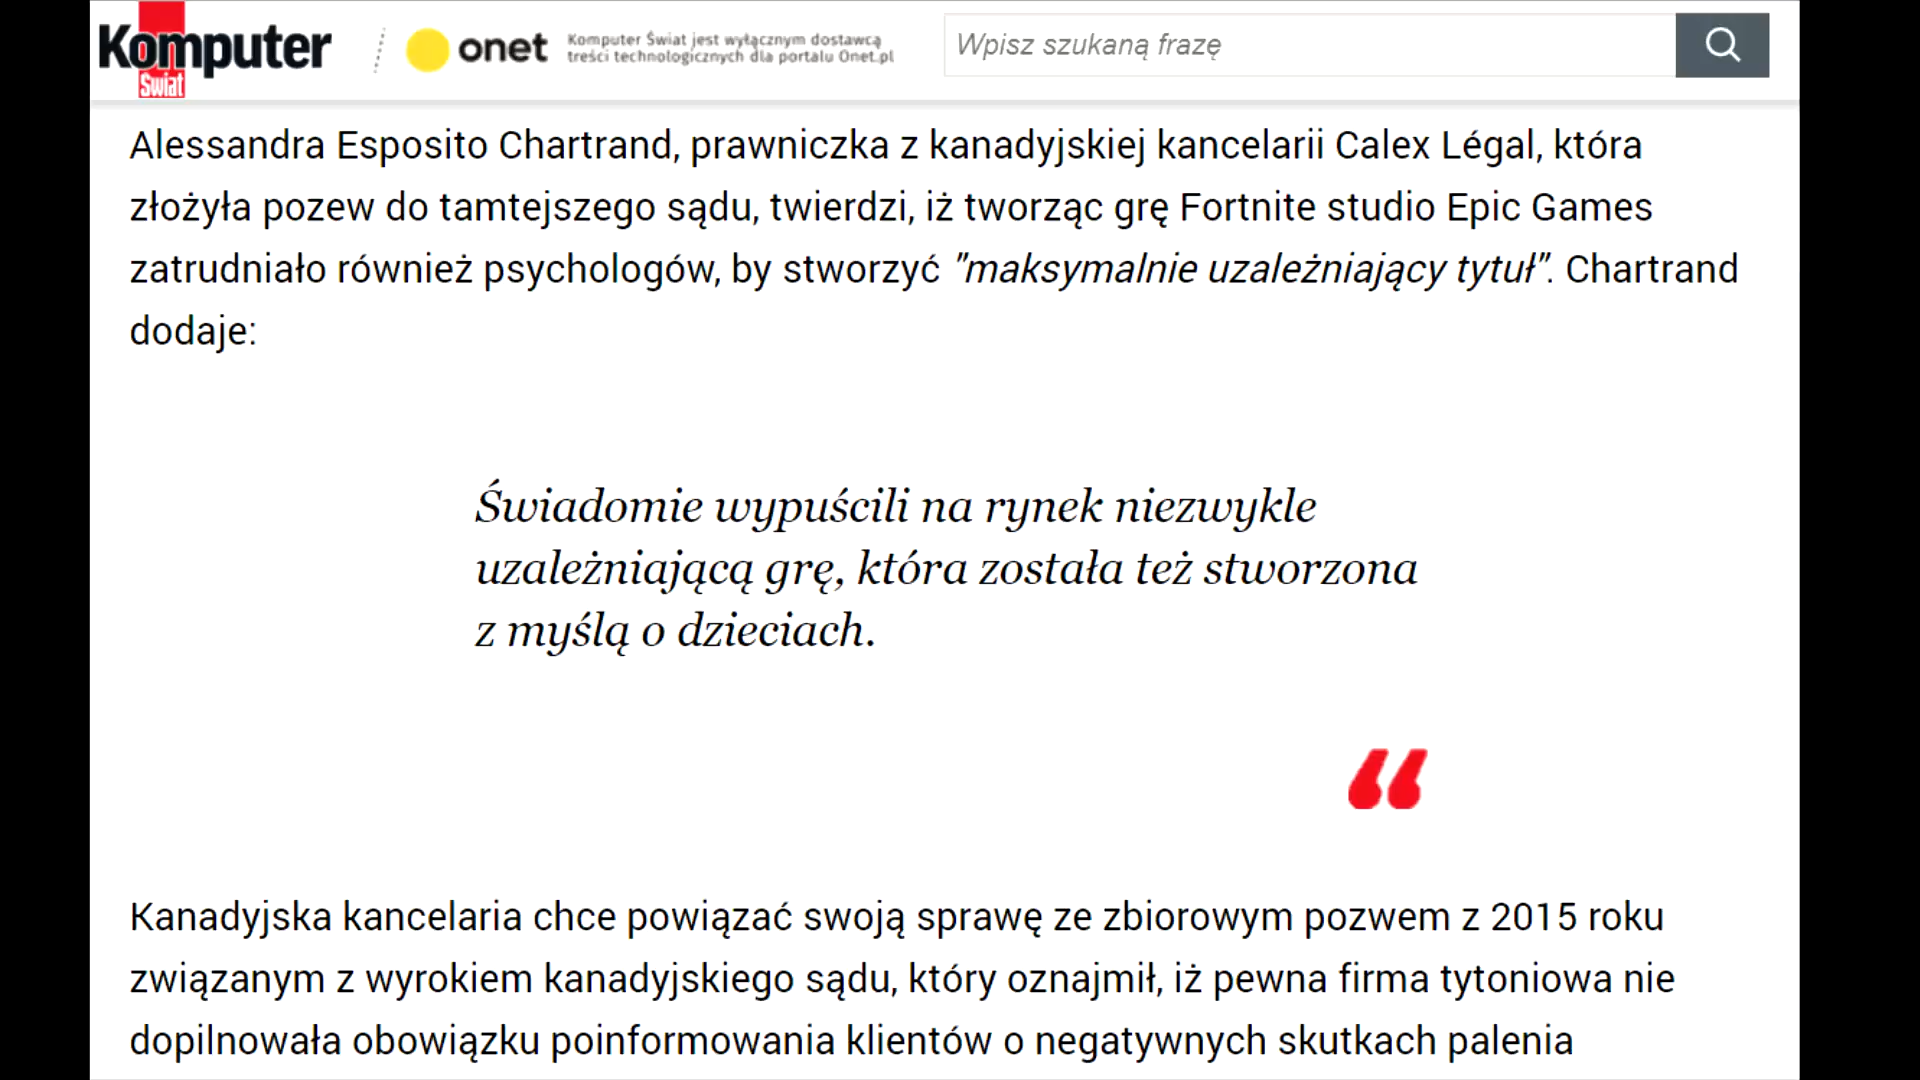 Komputer
Świat
onet
Komputer Świat jest wyłącznym dostawcą
treści technologicznych dla portalu Onet.pl
Wpisz szukaną frazę
Alessandra Esposito Chartrand, prawniczka z kanadyjskiej kancelarii Calex Légal, która
złożyła pozew do tamtejszego sądu, twierdzi, iż tworząc grę Fortnite studio Epic Games
zatrudniało również psychologów, by stworzyć "maksymalnie uzależniający tytuł". Chartrand
dodaje:
Świadomie wypuścili na rynek niezwykle
uzależniającą grę, która została też stworzona
z myślą o dzieciach.
“
Kanadyjska kancelaria chce powiązać swoją sprawę ze zbiorowym pozwem z 2015 roku
związanym z wyrokiem kanadyjskiego sądu, który oznajmił, iż pewna firma tytoniowa nie
dopilnowała obowiązku poinformowania klientów o negatywnych skutkach palenia